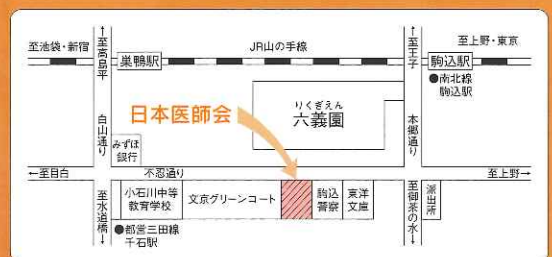 至池袋・新宿
←至高島平
巣鴨駅
JR山の手線
←至王子
至上野・東京
駒込駅
●南北線
駒込駅
日本医師会
りくぎえん
六義園
白山通り
みずほ
銀行
本郷通り
←至目白
不忍通り
至上野→
至水道橋→
小石川中等
教育学校
文京グリーンコート
駒込
警察
東洋
文庫
至御茶の水→
派出所
●都営三田線
千石駅